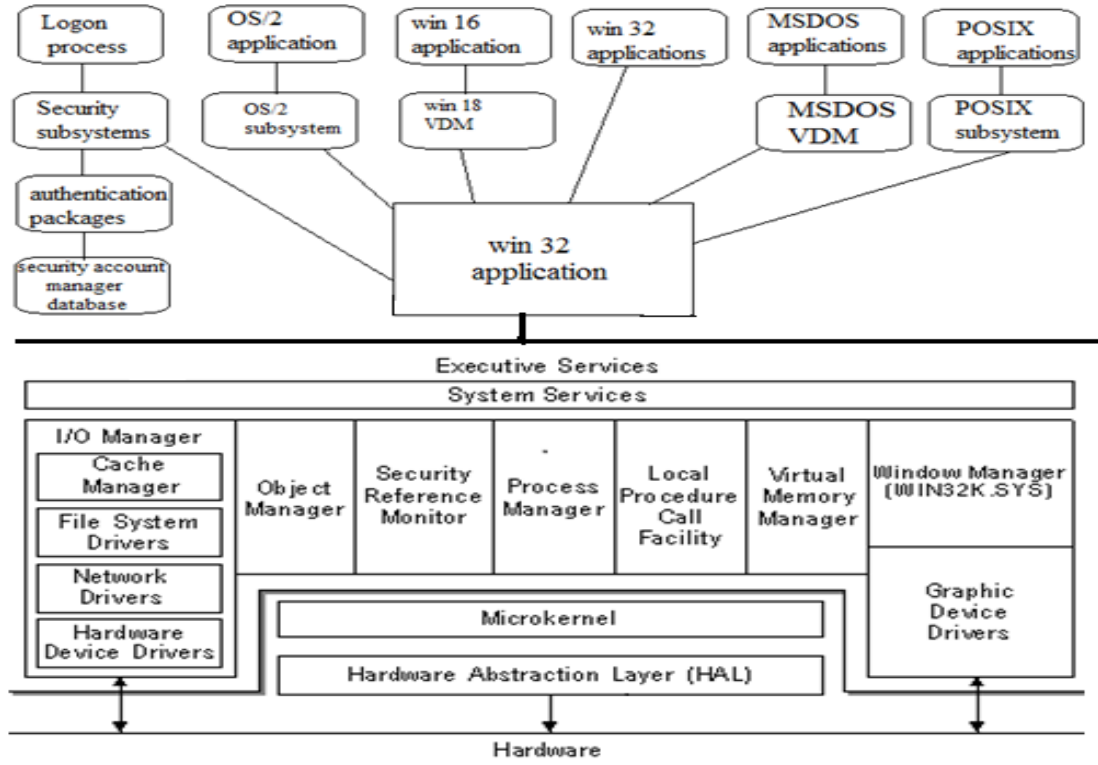 Logon
process
OS/2
application
win 16
application
win 32
applications
MSDOS
applications
POSIX
applications
Security
subsystems
OS/2
subsystem
win 18
VDM
MSDOS
VDM
POSIX
subsystem
authentication
packages
security account
manager
database
win 32
application
Executive Services
System Services
I/O Manager
Cache
Manager
File System
Drivers
Network
Drivers
Hardware
Device Drivers
Object
Manager
Security
Reference
Monitor
Process
Manager
Local
Procedure
Call
Facility
Virtual
Memory
Manager
Window Manager
(WIN32K.SYS)
Graphic
Device
Drivers
Microkernel
Hardware Abstraction Layer (HAL)
Hardware